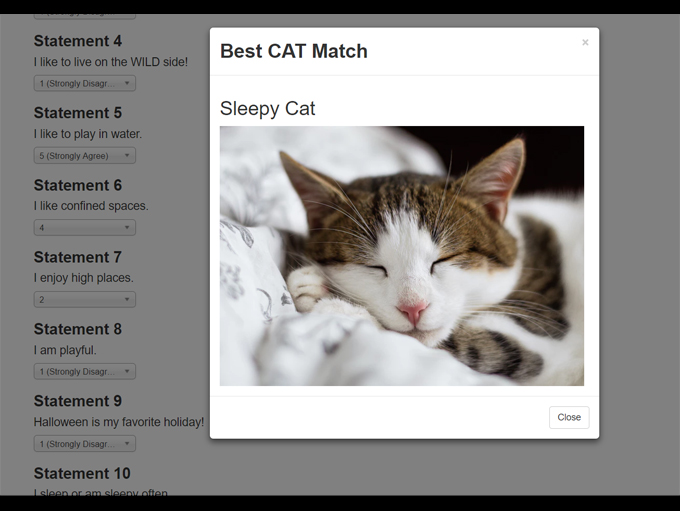 Statement 4
I like to live on the WILD side!
1 (Strongly Disagr...
Statement 5
I like to play in water.
5 (Strongly Agree)
Statement 6
I like confined spaces.
4
Statement 7
I enjoy high places.
2
Statement 8
I am playful.
1 (Strongly Disagr...
Statement 9
Halloween is my favorite holiday!
1 (Strongly Disagr...
Statement 10
I sleep or am sleepy often.
Best CAT Match
×
Sleepy Cat
Close